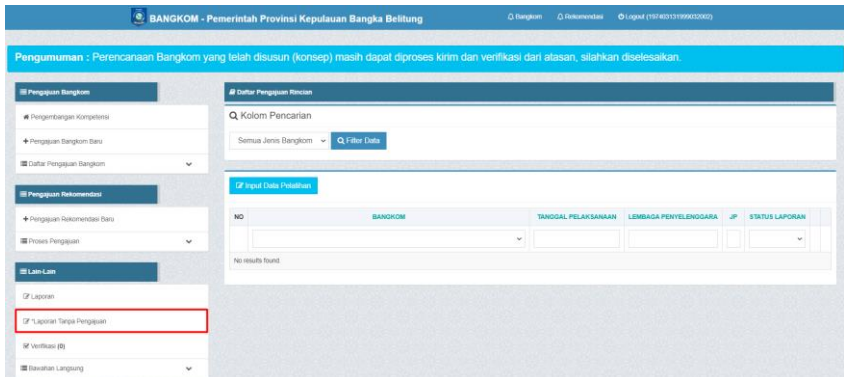 BANGKOM - Pemerintah Provinsi Kepulauan Bangka Belitung
Bangkom Rekomendasi Logout (197403131999032002)
Pengumuman : Perencanaan Bangkom yang telah disusun (konsep) masih dapat diproses kirim dan verifikasi dari atasan, silahkan diselesaikan.
Pengajuan Bangkom
Pengembangan Kompetensi
+ Pengajuan Bangkom Baru
Daftar Pengajuan Bangkom
Pengajuan Rekomendasi
+ Pengajuan Rekomendasi Baru
Proses Pengajuan
Lain-Lain
Laporan
*Laporan Tanpa Pengajuan
Verifikasi (0)
Bawahan Langsung
Daftar Pengajuan Rincian
Kolom Pencarian
Semua Jenis Bangkom Filter Data
Input Data Pelatihan
NO BANGKOM TANGGAL PELAKSANAAN LEMBAGA PENYELENGGARA JP STATUS LAPORAN
No results found.